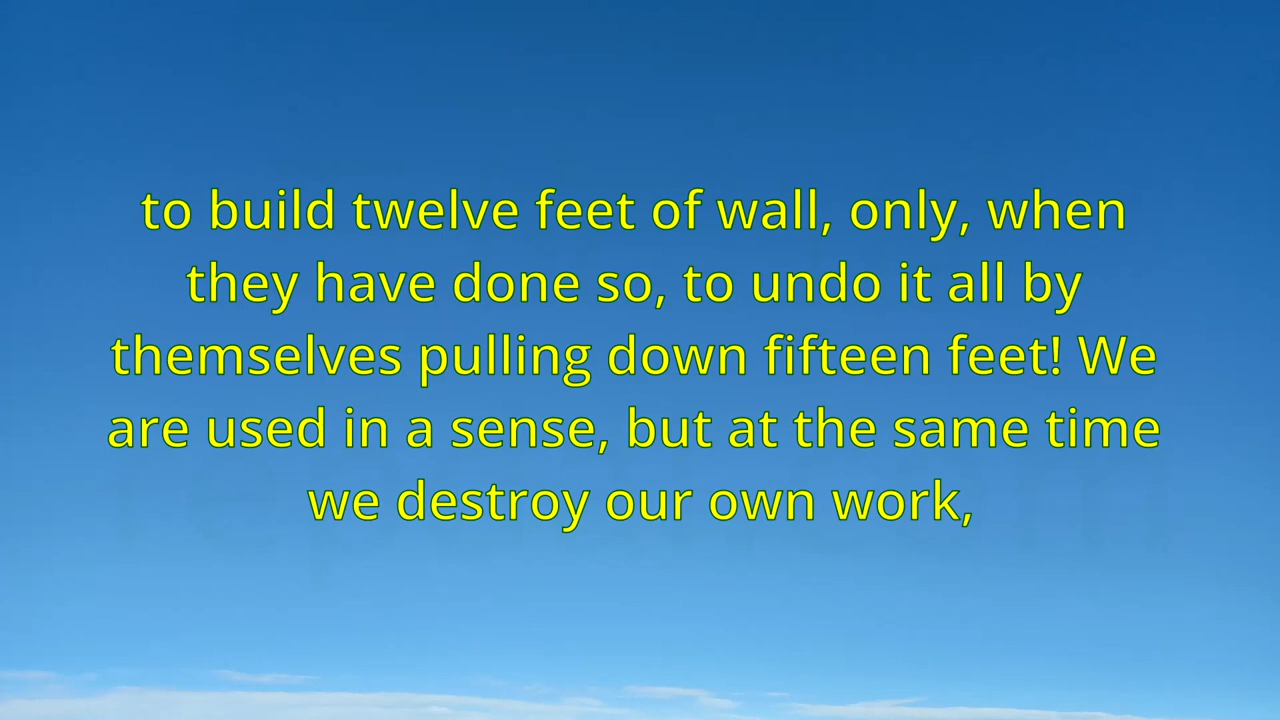 to build twelve feet of wall, only, when
they have done so, to undo it all by
themselves pulling down fifteen feet! We
are used in a sense, but at the same time
we destroy our own work,